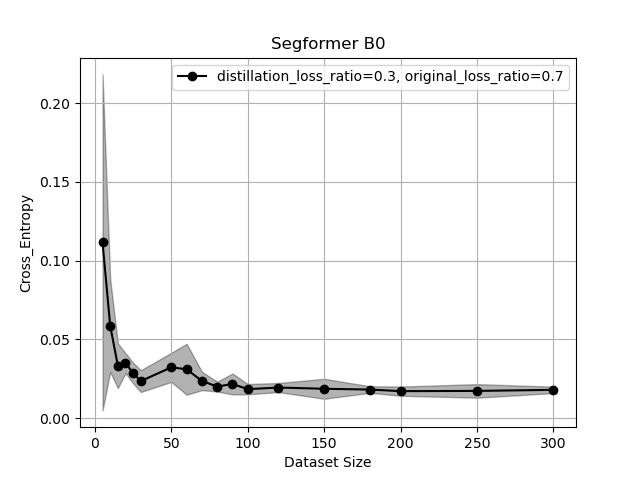 Segformer B0
distillation_loss_ratio=0.3, original_loss_ratio=0.7
0.20
0.15
0.10
0.05
0.00
Cross_Entropy
0 50 100 150 200 250 300
Dataset Size